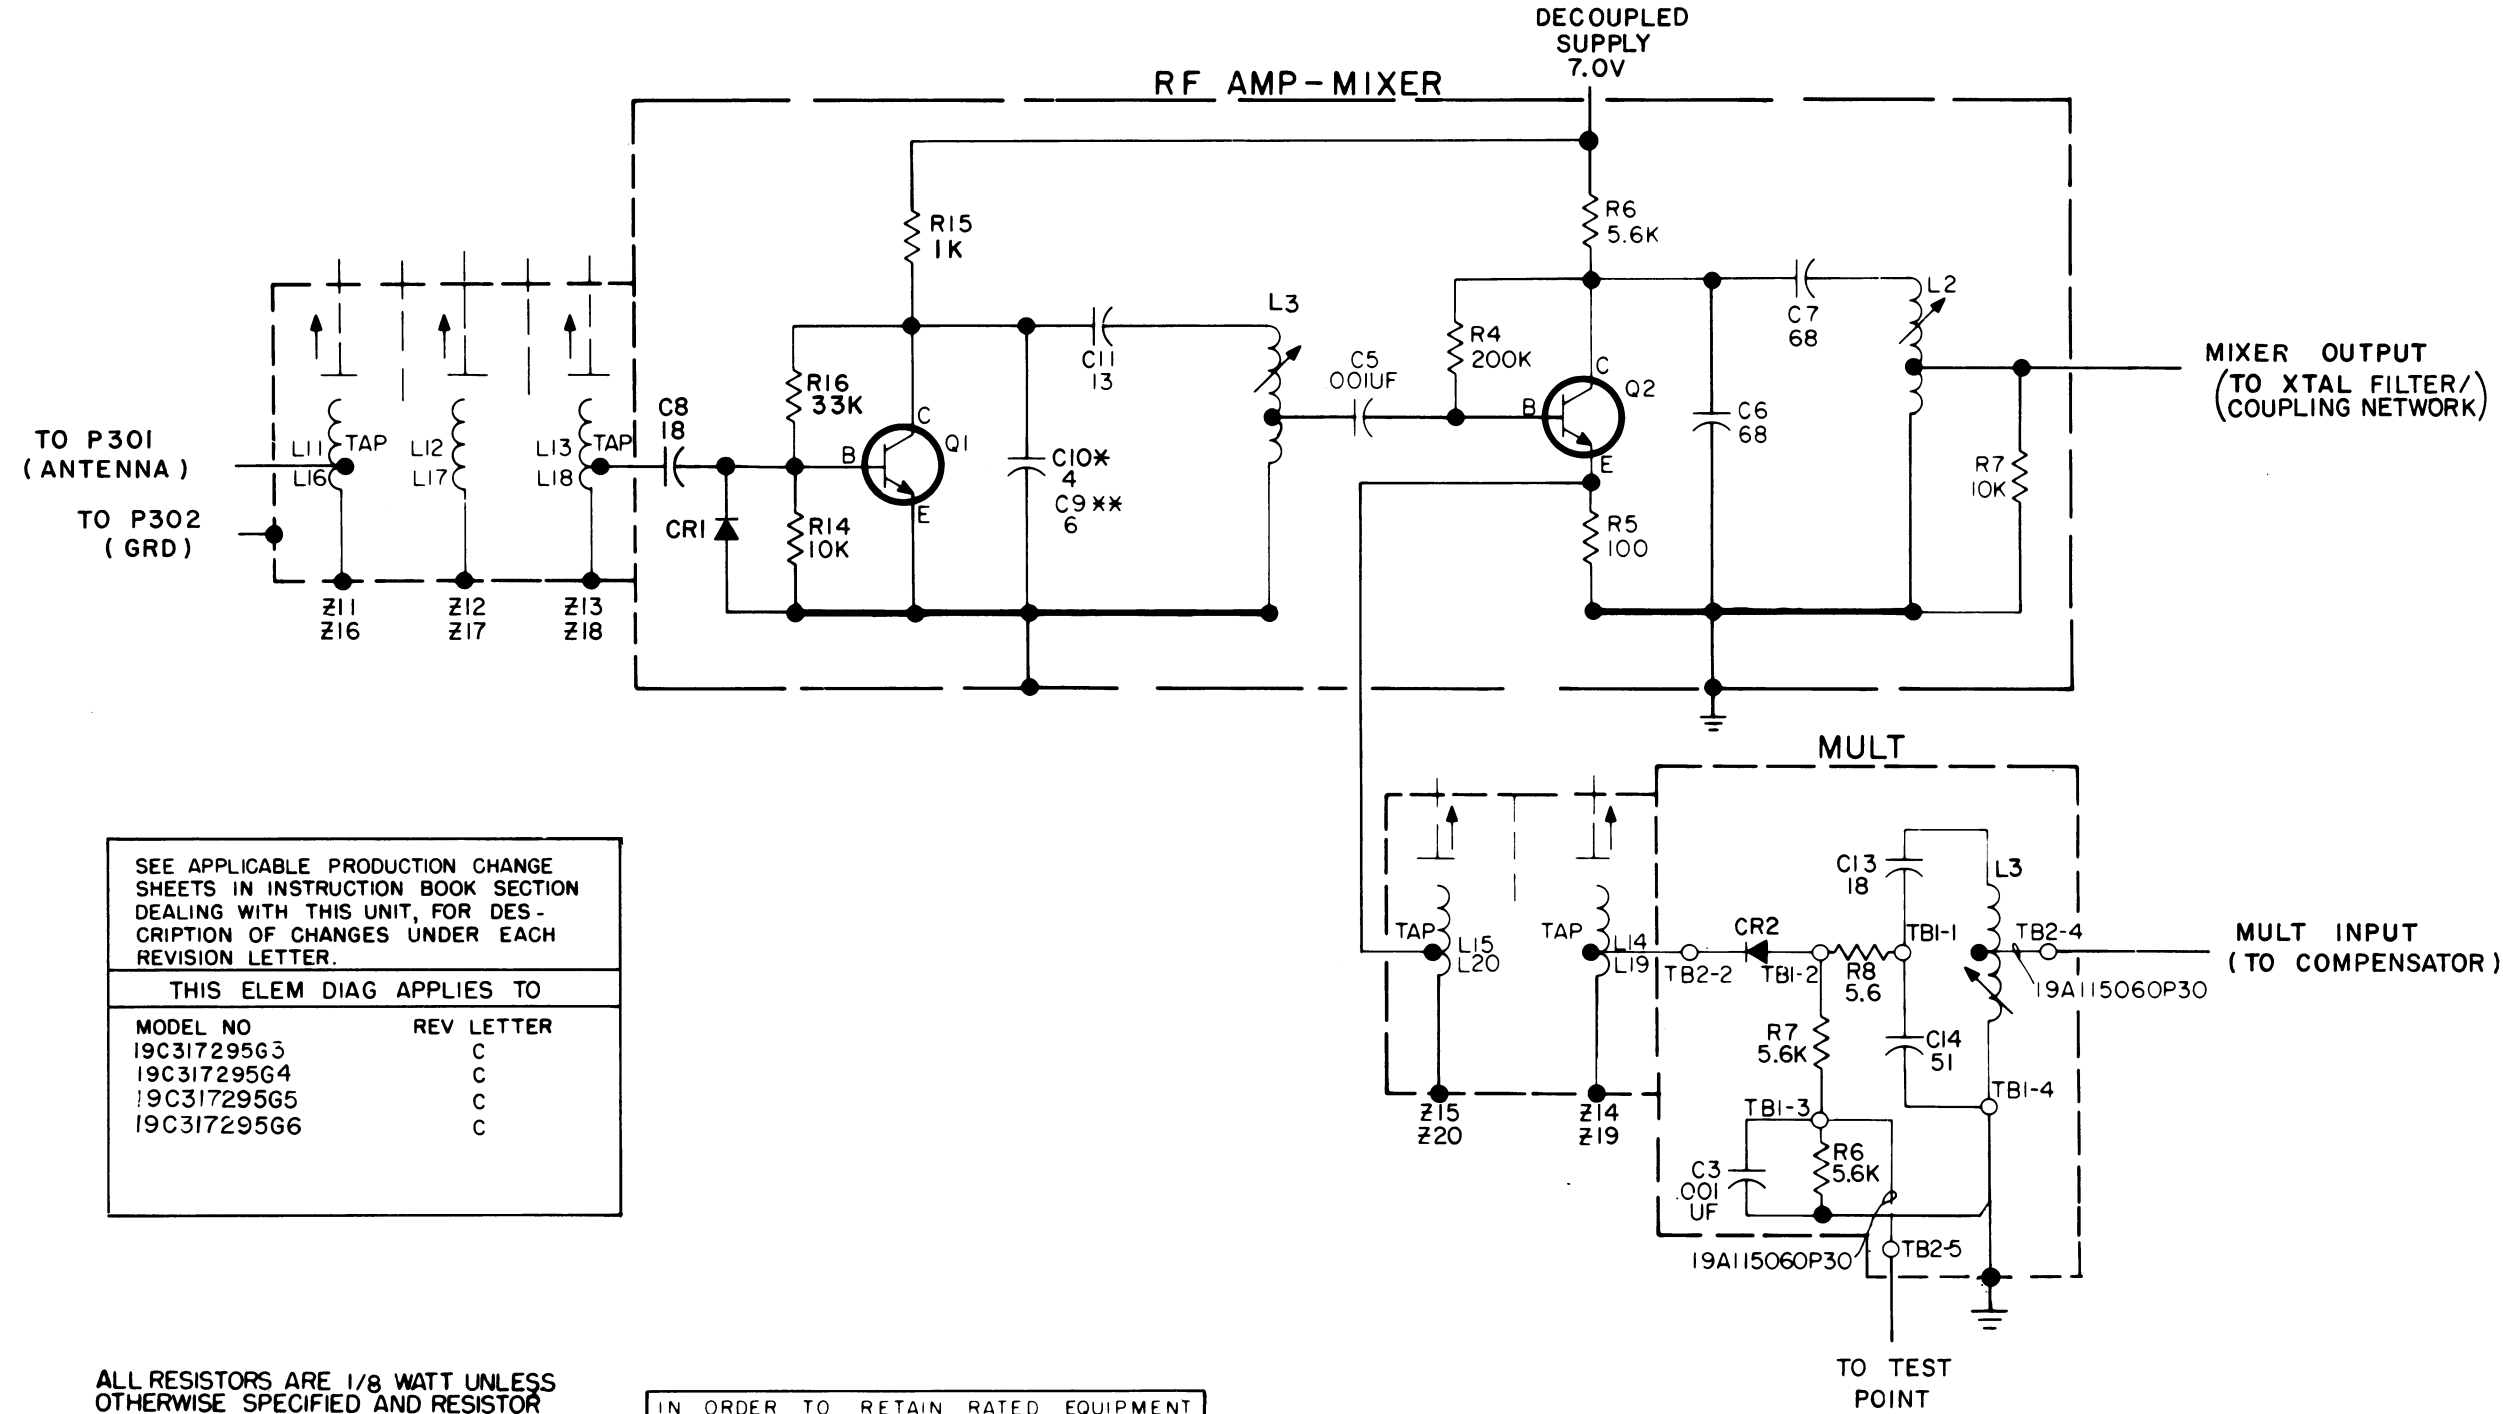 DECOUPLED
SUPPLY
7.0V
RF AMP-MIXER
R15
1K
R6
5.6K
L3
L2
C11
13
C7
68
R4
200K
C5
.001UF
C
Q2
B
E
MIXER OUTPUT
(TO XTAL FILTER/
COUPLING NETWORK)
R16
33K
C8
18
C
B
Q1
E
TO P301
(ANTENNA)
L11 TAP
L16
L12
L17
L13 TAP
L18
C10*
4
C9**
6
C6
68
R7
10K
TO P302
(GRD)
CR1
R14
10K
R5
100
Z11
Z16
Z12
Z17
Z13
Z18
MULT
SEE APPLICABLE PRODUCTION CHANGE
SHEETS IN INSTRUCTION BOOK SECTION
DEALING WITH THIS UNIT, FOR DES-
CRIPTION OF CHANGES UNDER EACH
REVISION LETTER.
THIS ELEM DIAG APPLIES TO
MODEL NO REV LETTER
19C317295G3 C
19C317295G4 C
19C317295G5 C
19C317295G6 C
C13
18
L3
TAP
L15
L20
TAP
L14
L19
TB2-2
CR2
TB1-2
R8
5.6
TB1-1
TB2-4
19A115060P30
MULT INPUT
(TO COMPENSATOR)
R7
5.6K
C14
51
TB1-4
TB1-3
Z15
Z20
Z14
Z19
C3
.001
UF
R6
5.6K
19A115060P30
TB2-5
TO TEST
POINT
ALL RESISTORS ARE 1/8 WATT UNLESS
OTHERWISE SPECIFIED AND RESISTOR
IN ORDER TO RETAIN RATED EQUIPMENT